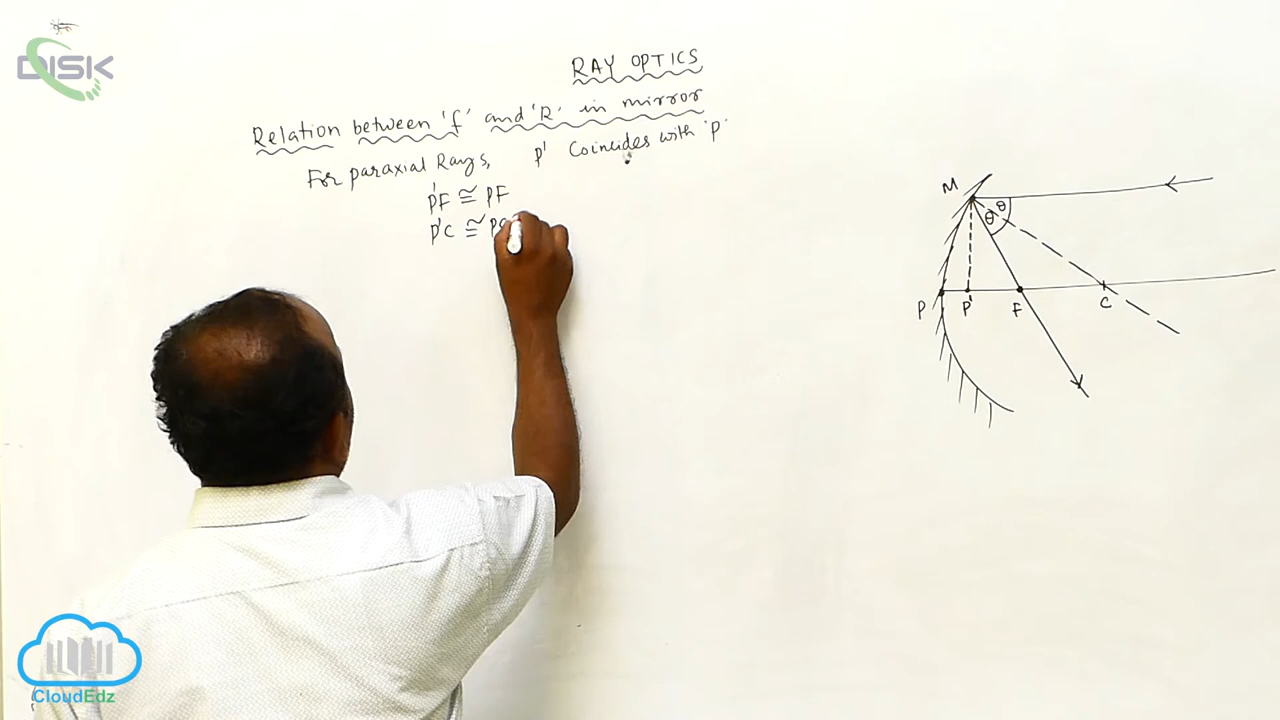 DISK
RAY OPTICS
Relation between 'f' and 'R' in mirror
For paraxial Rays, P' Coincides with 'P'
P'F ≅ PF
P'C ≅ PC
M
θ θ
P P' F C
CloudEdz